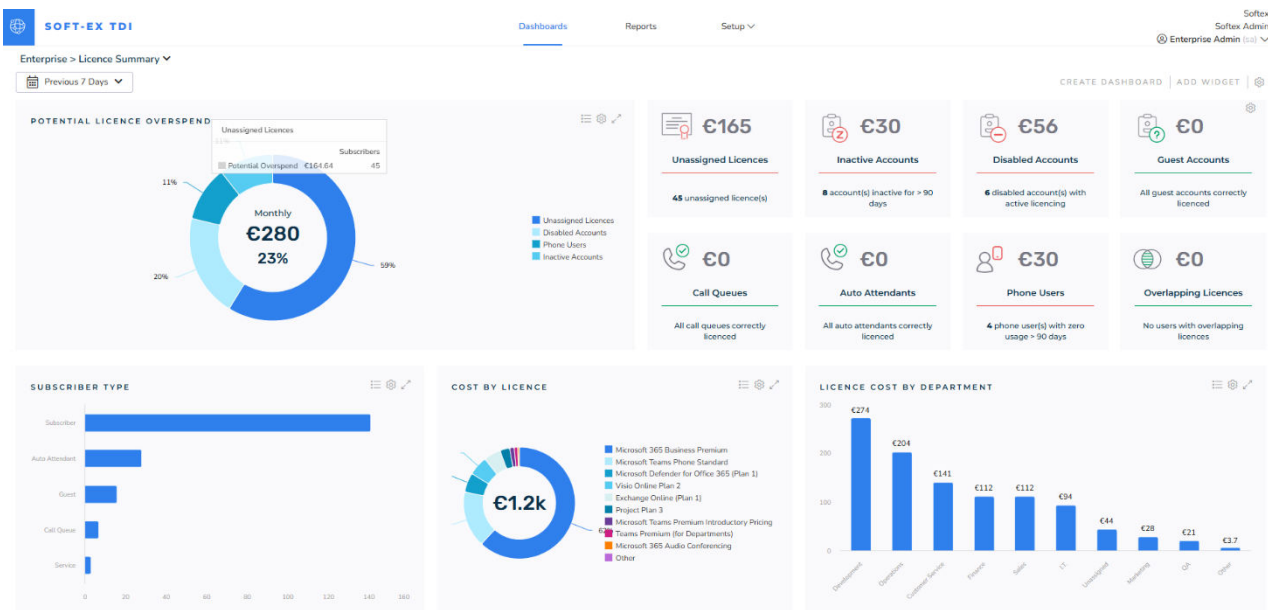 SOFT-EX TDI
Dashboards
Reports
Setup
Softex
Softex Admin
Enterprise Admin (sa)
Enterprise > Licence Summary
Previous 7 Days
CREATE DASHBOARD | ADD WIDGET
POTENTIAL LICENCE OVERSPEND
Unassigned Licences
Subscribers
Potential Overspend €164.64 45
11%
11%
20%
59%
Monthly
€280
23%
Unassigned Licences
Disabled Accounts
Phone Users
Inactive Accounts
€165
Unassigned Licences
45 unassigned licence(s)
€30
Inactive Accounts
8 account(s) inactive for > 90
days
€56
Disabled Accounts
6 disabled account(s) with
active licencing
€0
Guest Accounts
All guest accounts correctly
licenced
€0
Call Queues
All call queues correctly
licenced
€0
Auto Attendants
All auto attendants correctly
licenced
€30
Phone Users
4 phone user(s) with zero
usage > 90 days
€0
Overlapping Licences
No users with overlapping
licences
SUBSCRIBER TYPE
Subscriber
Auto Attendant
Guest
Call Queue
Service
0 20 40 60 80 100 120 140 160
COST BY LICENCE
€1.2k
Microsoft 365 Business Premium
Microsoft Teams Phone Standard
Microsoft Defender for Office 365 (Plan 1)
Visio Online Plan 2
Exchange Online (Plan 1)
Project Plan 3
Microsoft Teams Premium Introductory Pricing
Teams Premium (for Departments)
Microsoft 365 Audio Conferencing
Other
LICENCE COST BY DEPARTMENT
300
200
100
0
€274
€204
€141
€112
€112
€94
€44
€28
€21
€3.7
Development
Operations
Customer Service
Finance
Sales
I.T
Unassigned
Marketing
QA
Other